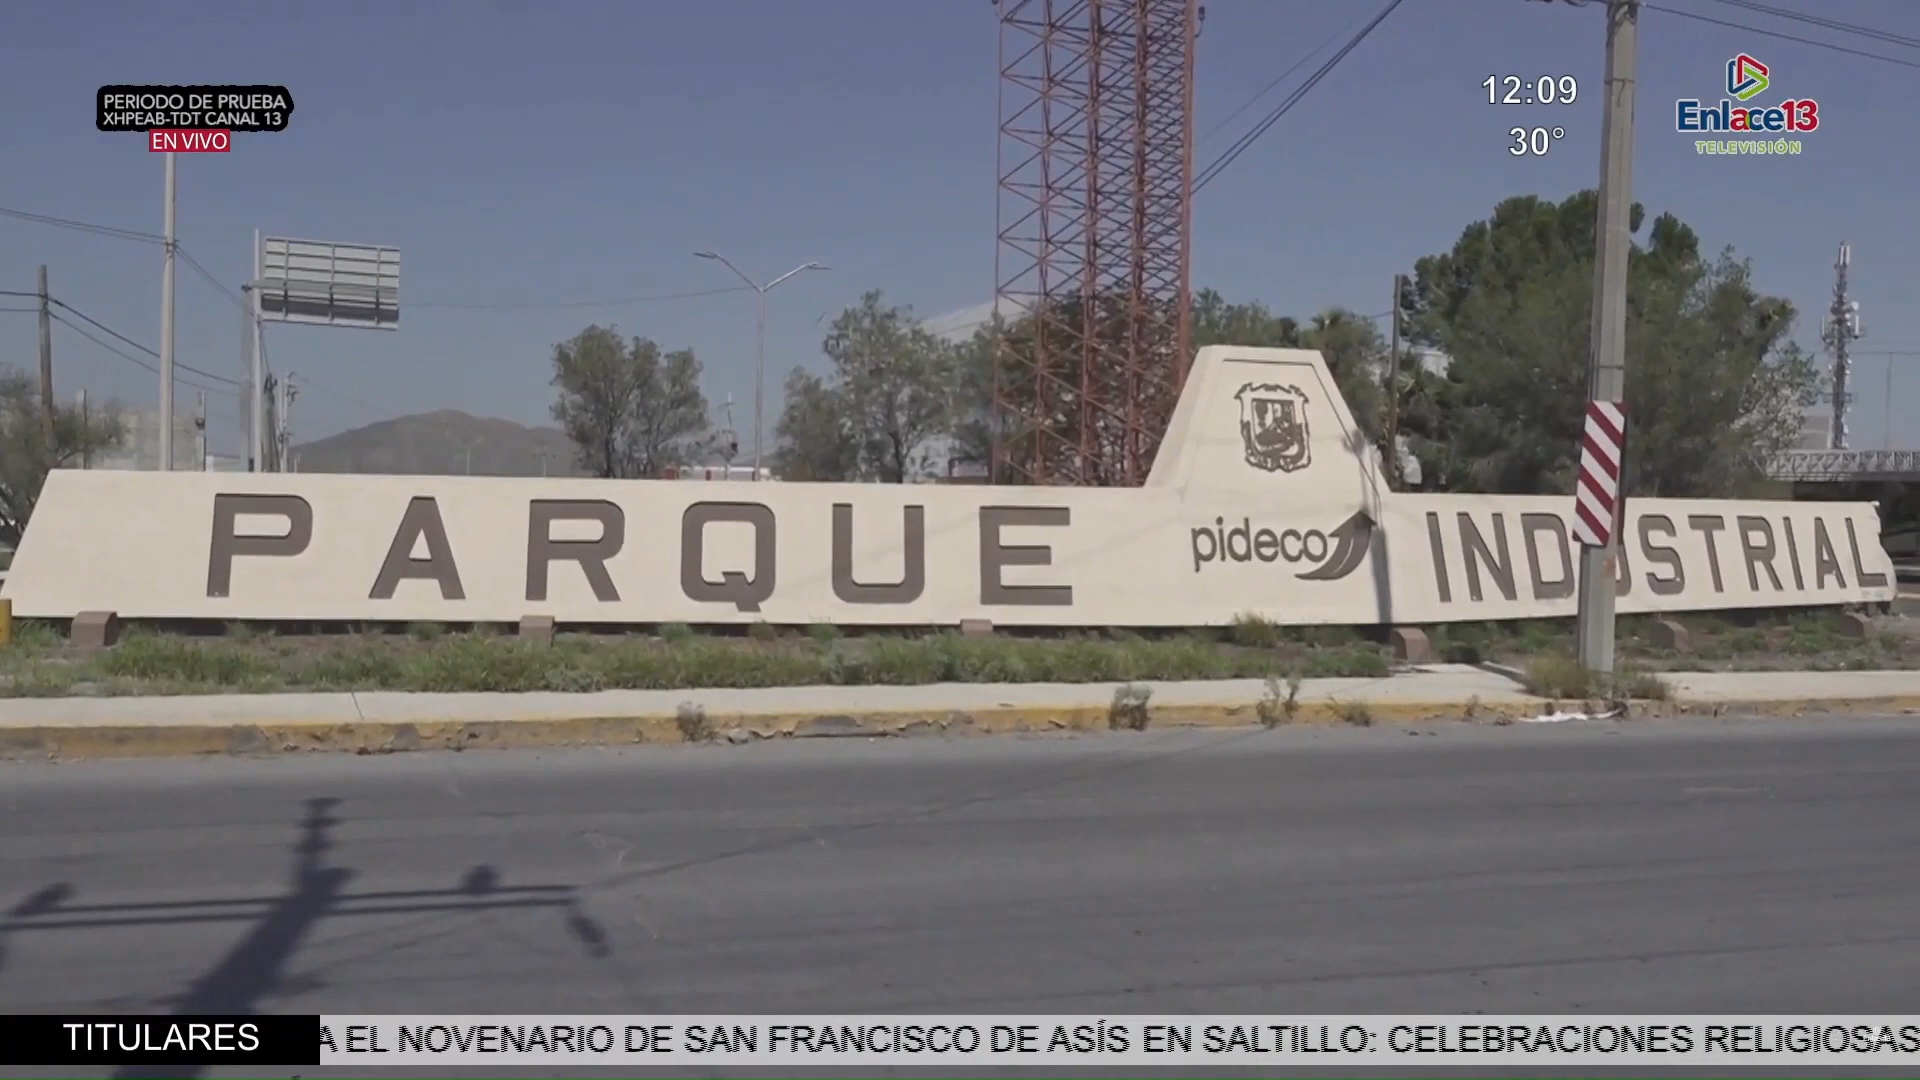 PERIODO DE PRUEBA
XHPEAB-TDT CANAL 13
EN VIVO
12:09
30°
Enlace13
TELEVISIÓN
PARQUE pideco INDUSTRIAL
TITULARES
A EL NOVENARIO DE SAN FRANCISCO DE ASÍS EN SALTILLO: CELEBRACIONES RELIGIOSAS